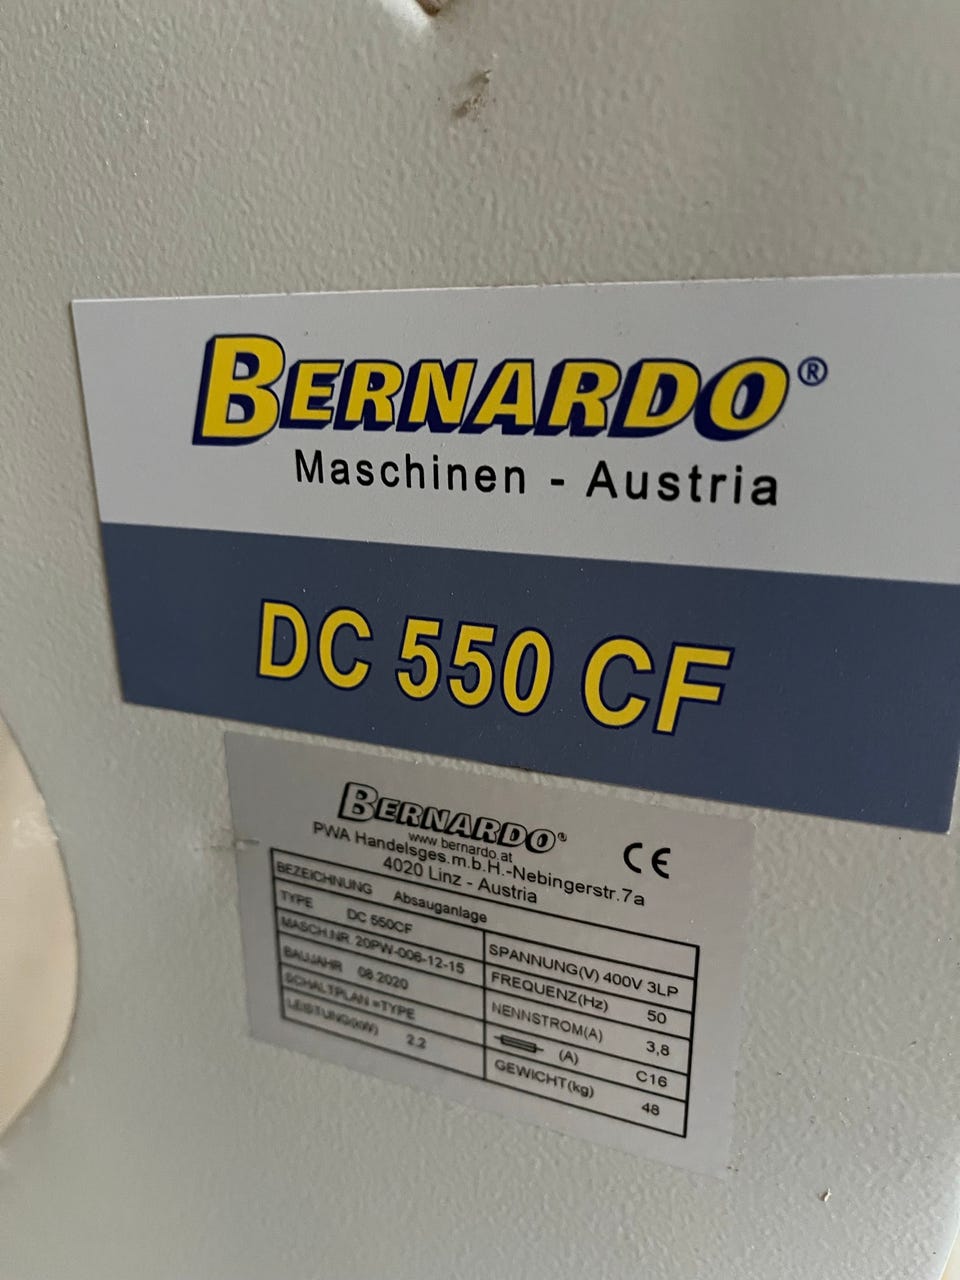 BERNARDO®
Maschinen - Austria
DC 550 CF
BERNARDO®
www.bernardo.at
PWA Handelsges.m.b.H.-Nebingerstr.7a
4020 Linz - Austria
CE
BEZEICHNUNG Absauganlage
TYPE DC 550CF
MASCH.NR. 20PW-006-12-15
BAUJAHR 08.2020
SCHALTPLAN =TYPE
LEISTUNG(kW) 2.2
SPANNUNG(V) 400V 3LP
FREQUENZ(Hz) 50
NENNSTROM(A) 3,8
(A) C16
GEWICHT(kg) 48